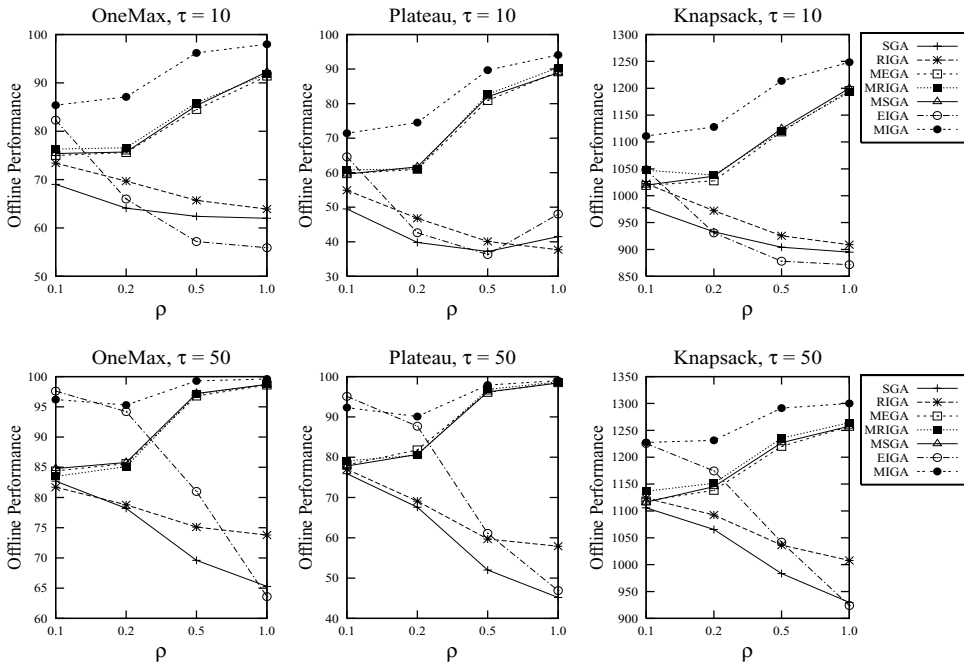 OneMax, τ = 10
Offline Performance
100
90
80
70
60
50
0.1 0.2 0.5 1.0
ρ
Plateau, τ = 10
Offline Performance
100
90
80
70
60
50
40
30
0.1 0.2 0.5 1.0
ρ
Knapsack, τ = 10
Offline Performance
1300
1250
1200
1150
1100
1050
1000
950
900
850
0.1 0.2 0.5 1.0
ρ
SGA
RIGA
MEGA
MRIGA
MSGA
EIGA
MIGA
OneMax, τ = 50
Offline Performance
100
95
90
85
80
75
70
65
60
0.1 0.2 0.5 1.0
ρ
Plateau, τ = 50
Offline Performance
100
90
80
70
60
50
40
0.1 0.2 0.5 1.0
ρ
Knapsack, τ = 50
Offline Performance
1350
1300
1250
1200
1150
1100
1050
1000
950
900
0.1 0.2 0.5 1.0
ρ
SGA
RIGA
MEGA
MRIGA
MSGA
EIGA
MIGA